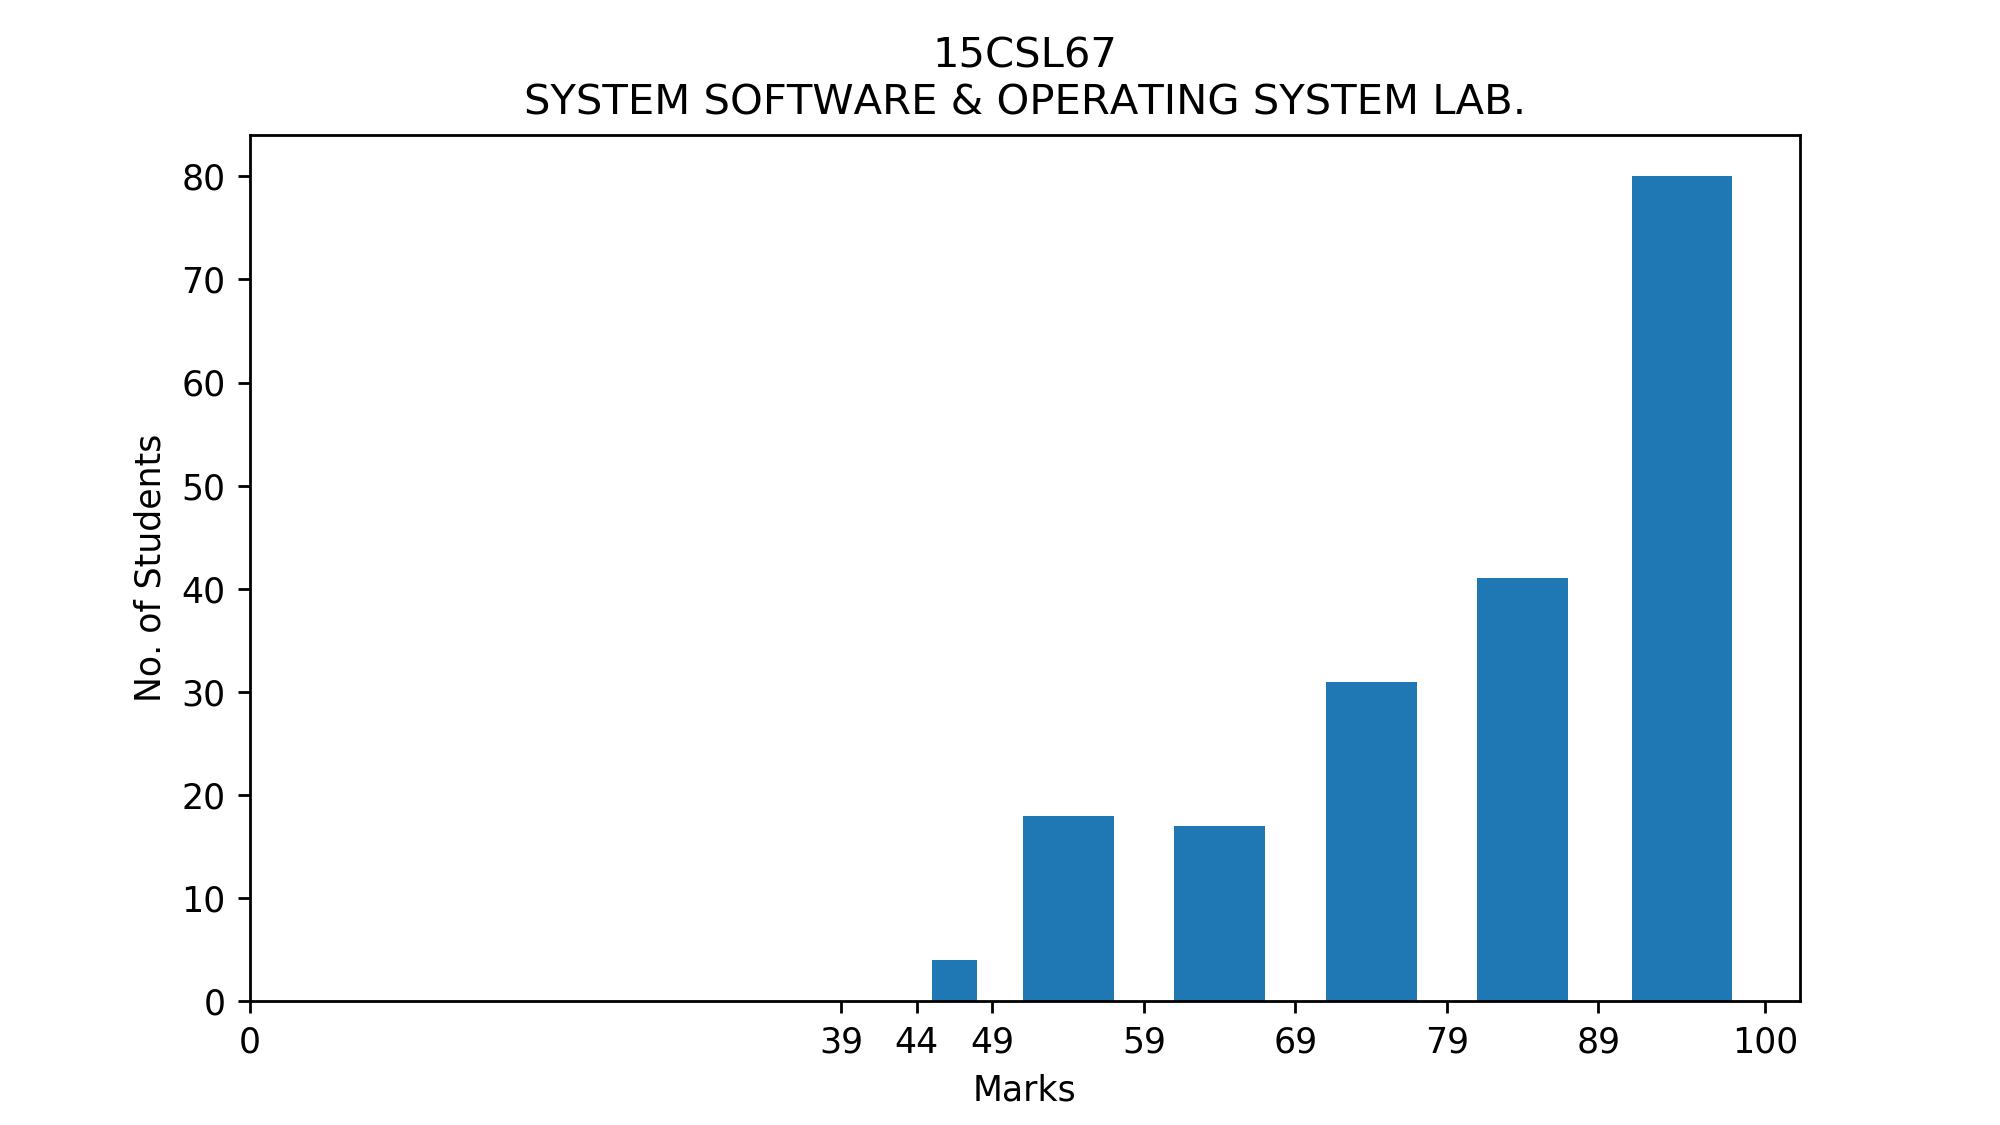 15CSL67
SYSTEM SOFTWARE & OPERATING SYSTEM LAB.
80
70
60
50
40
30
20
10
0
No. of Students
0 39 44 49 59 69 79 89 100
Marks